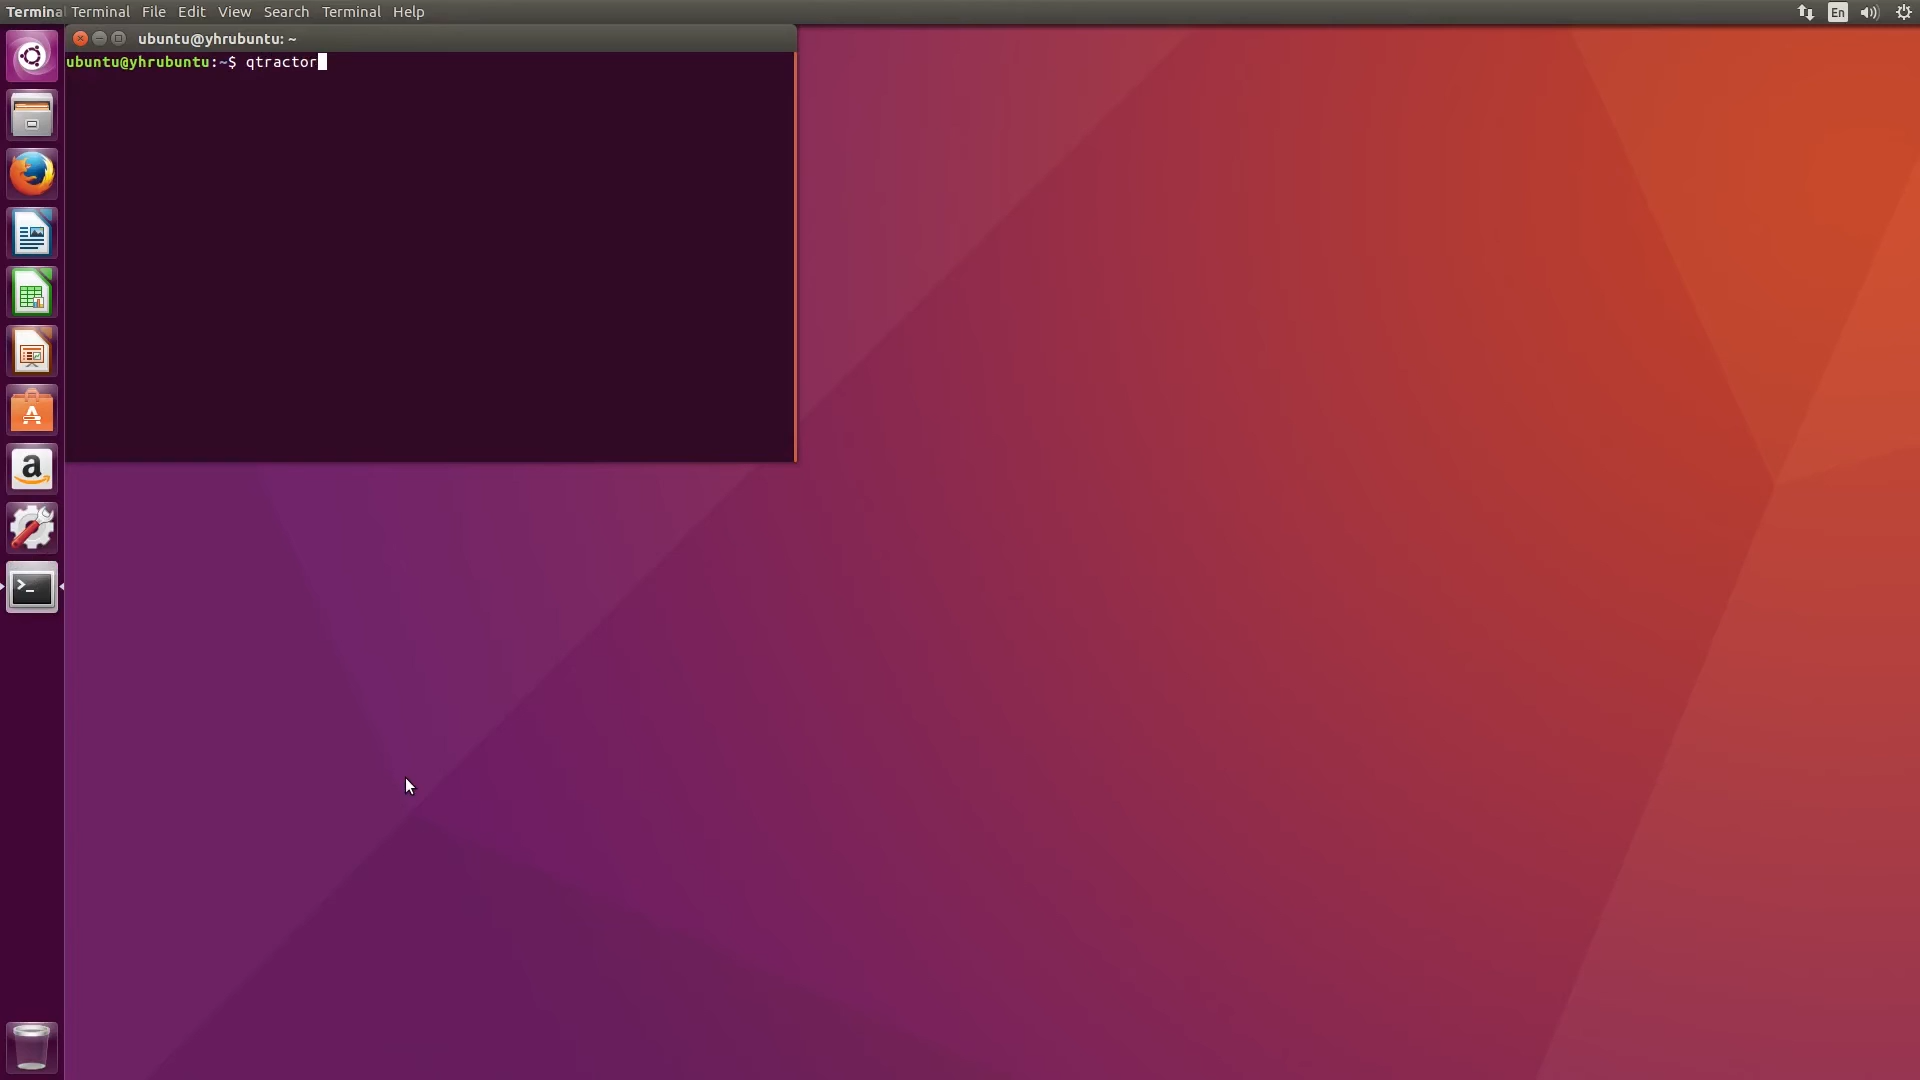 Terminal Terminal File Edit View Search Terminal Help En
ubuntu@yhrubuntu: ~
ubuntu@yhrubuntu:~$ qtractor